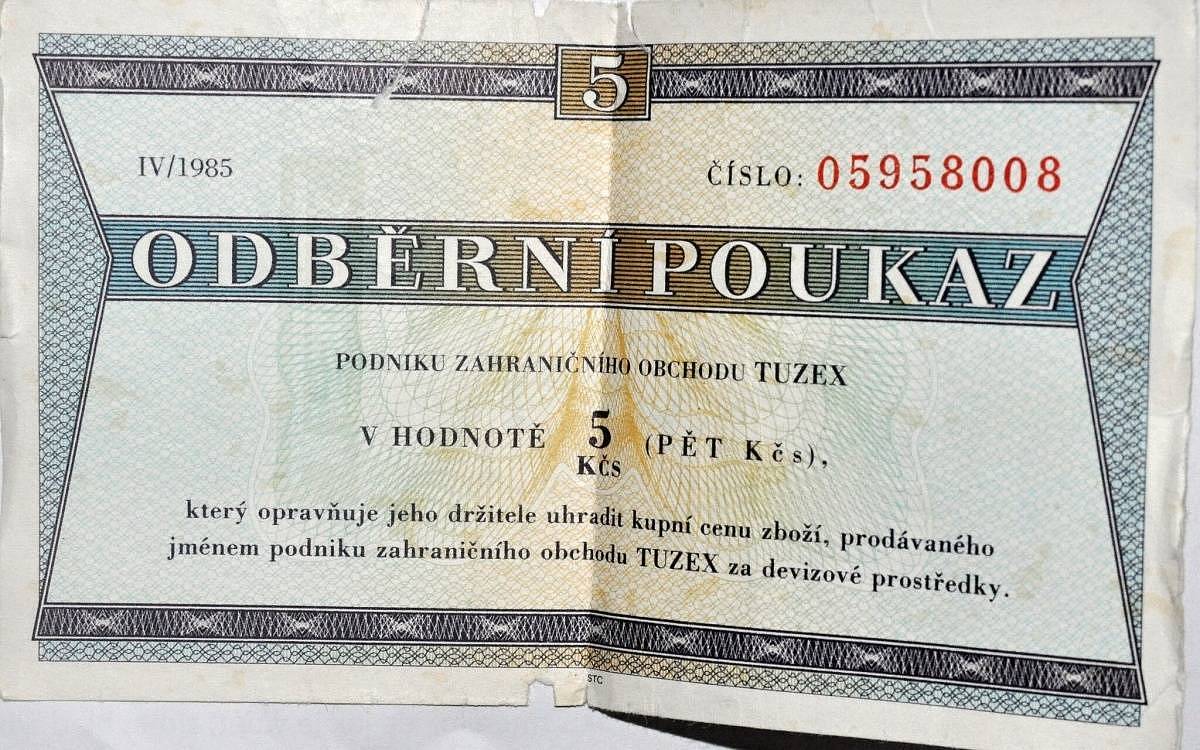 5
IV/1985
ČÍSLO: 05958008
ODBĚRNÍ POUKAZ
PODNIKU ZAHRANIČNÍHO OBCHODU TUZEX
V HODNOTĚ 5 Kčs (PĚT Kčs),
který opravňuje jeho držitele uhradit kupní cenu zboží, prodávaného
jménem podniku zahraničního obchodu TUZEX za devizové prostředky.
STC